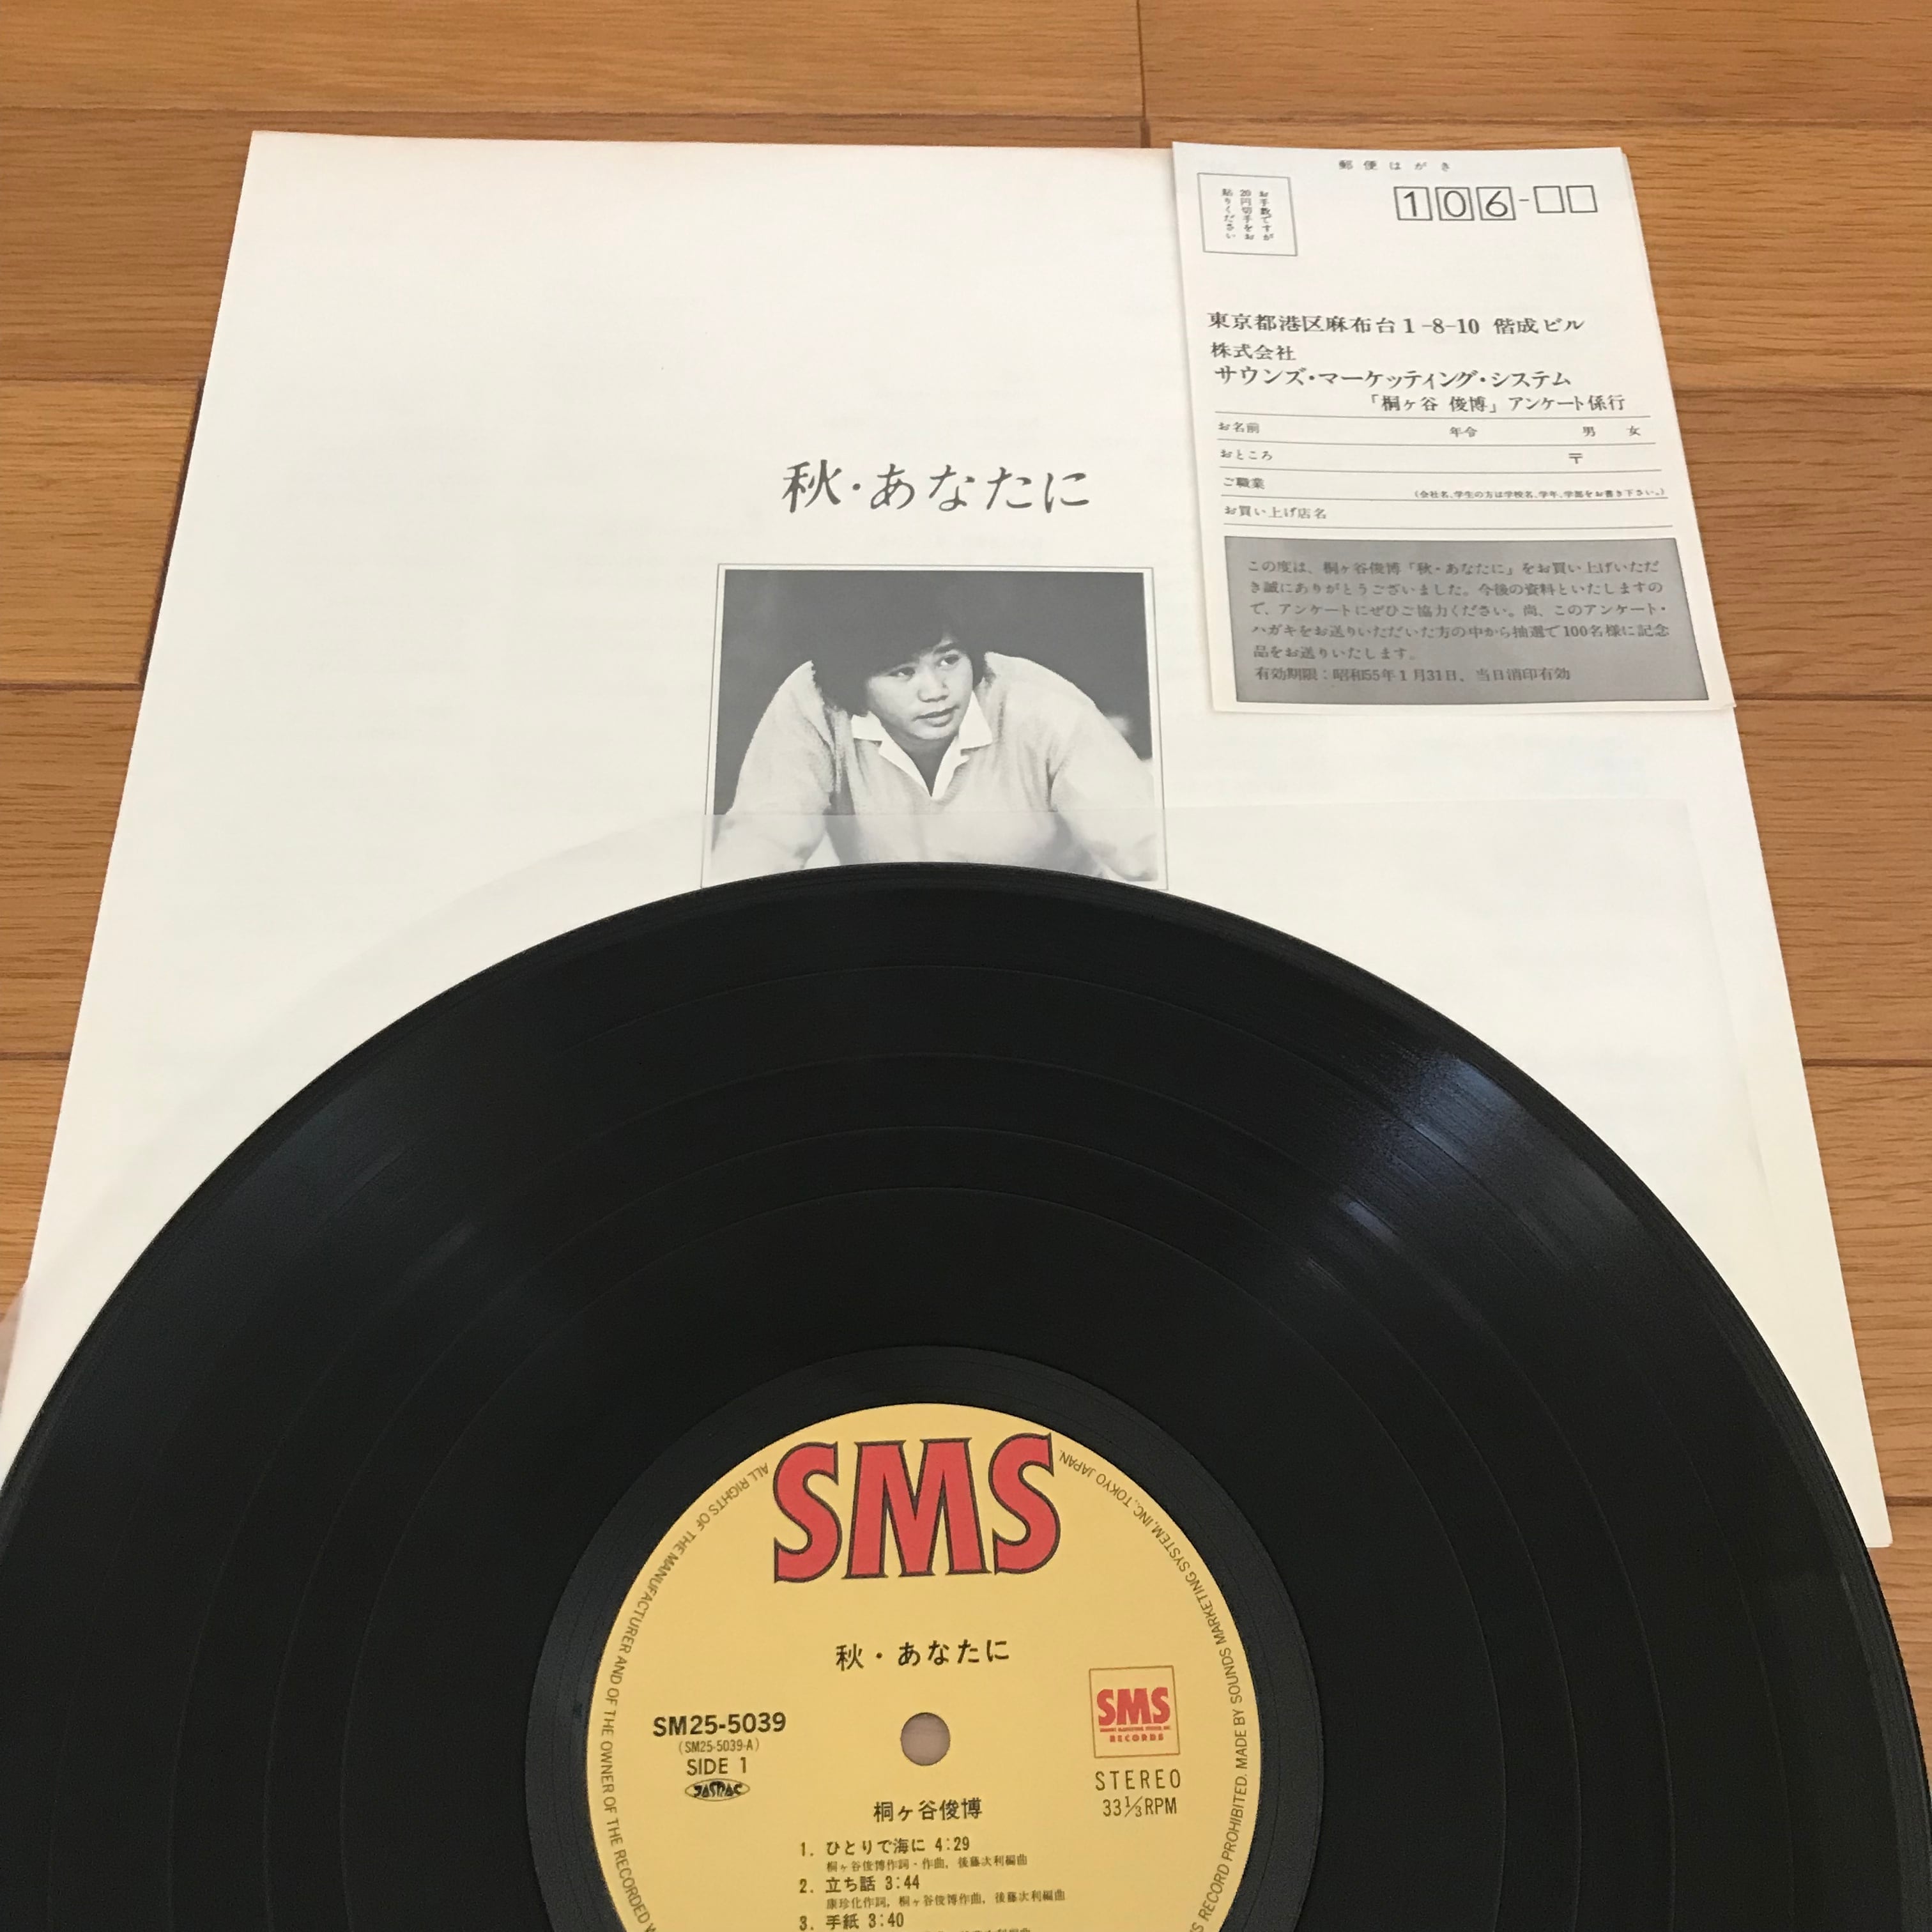 郵便はがき
お手数ですが
20円切手をお
貼りください
106-
東京都港区麻布台1-8-10 偕成ビル
株式会社
サウンズ・マーケッティング・システム
「桐ヶ谷 俊博」アンケート係行
お名前 年令 男 女
おところ 〒
ご職業
(会社名、学生の方は学校名、学年、学部をお書き下さい。)
お買い上げ店名
この度は、桐ヶ谷俊博「秋・あなたに」をお買い上げいただ
き誠にありがとうございました。今後の資料といたしますの
で、アンケートにぜひご協力ください。尚、このアンケート・
ハガキをお送りいただいた方の中から抽選で100名様に記念
品をお送りいたします。
有効期限：昭和55年1月31日、当日消印有効
秋・あなたに
SMS
ALL RIGHTS OF THE MANUFACTURER AND OF THE OWNER OF THE RECORDED
S RECORD PROHIBITED. MADE BY SOUNDS MARKETING SYSTEM, INC., TOKYO JAPAN.
秋・あなたに
SM25-5039
(SM25-5039-A)
SIDE 1
JASRAC
SMS
SOUNDS MARKETING SYSTEM, INC.
RECORDS
STEREO
33⅓RPM
桐ヶ谷俊博
1. ひとりで海に 4:29
桐ヶ谷俊博作詞・作曲, 後藤次利編曲
2. 立ち話 3:44
康珍化作詞, 桐ヶ谷俊博作曲, 後藤次利編曲
3. 手紙 3:40